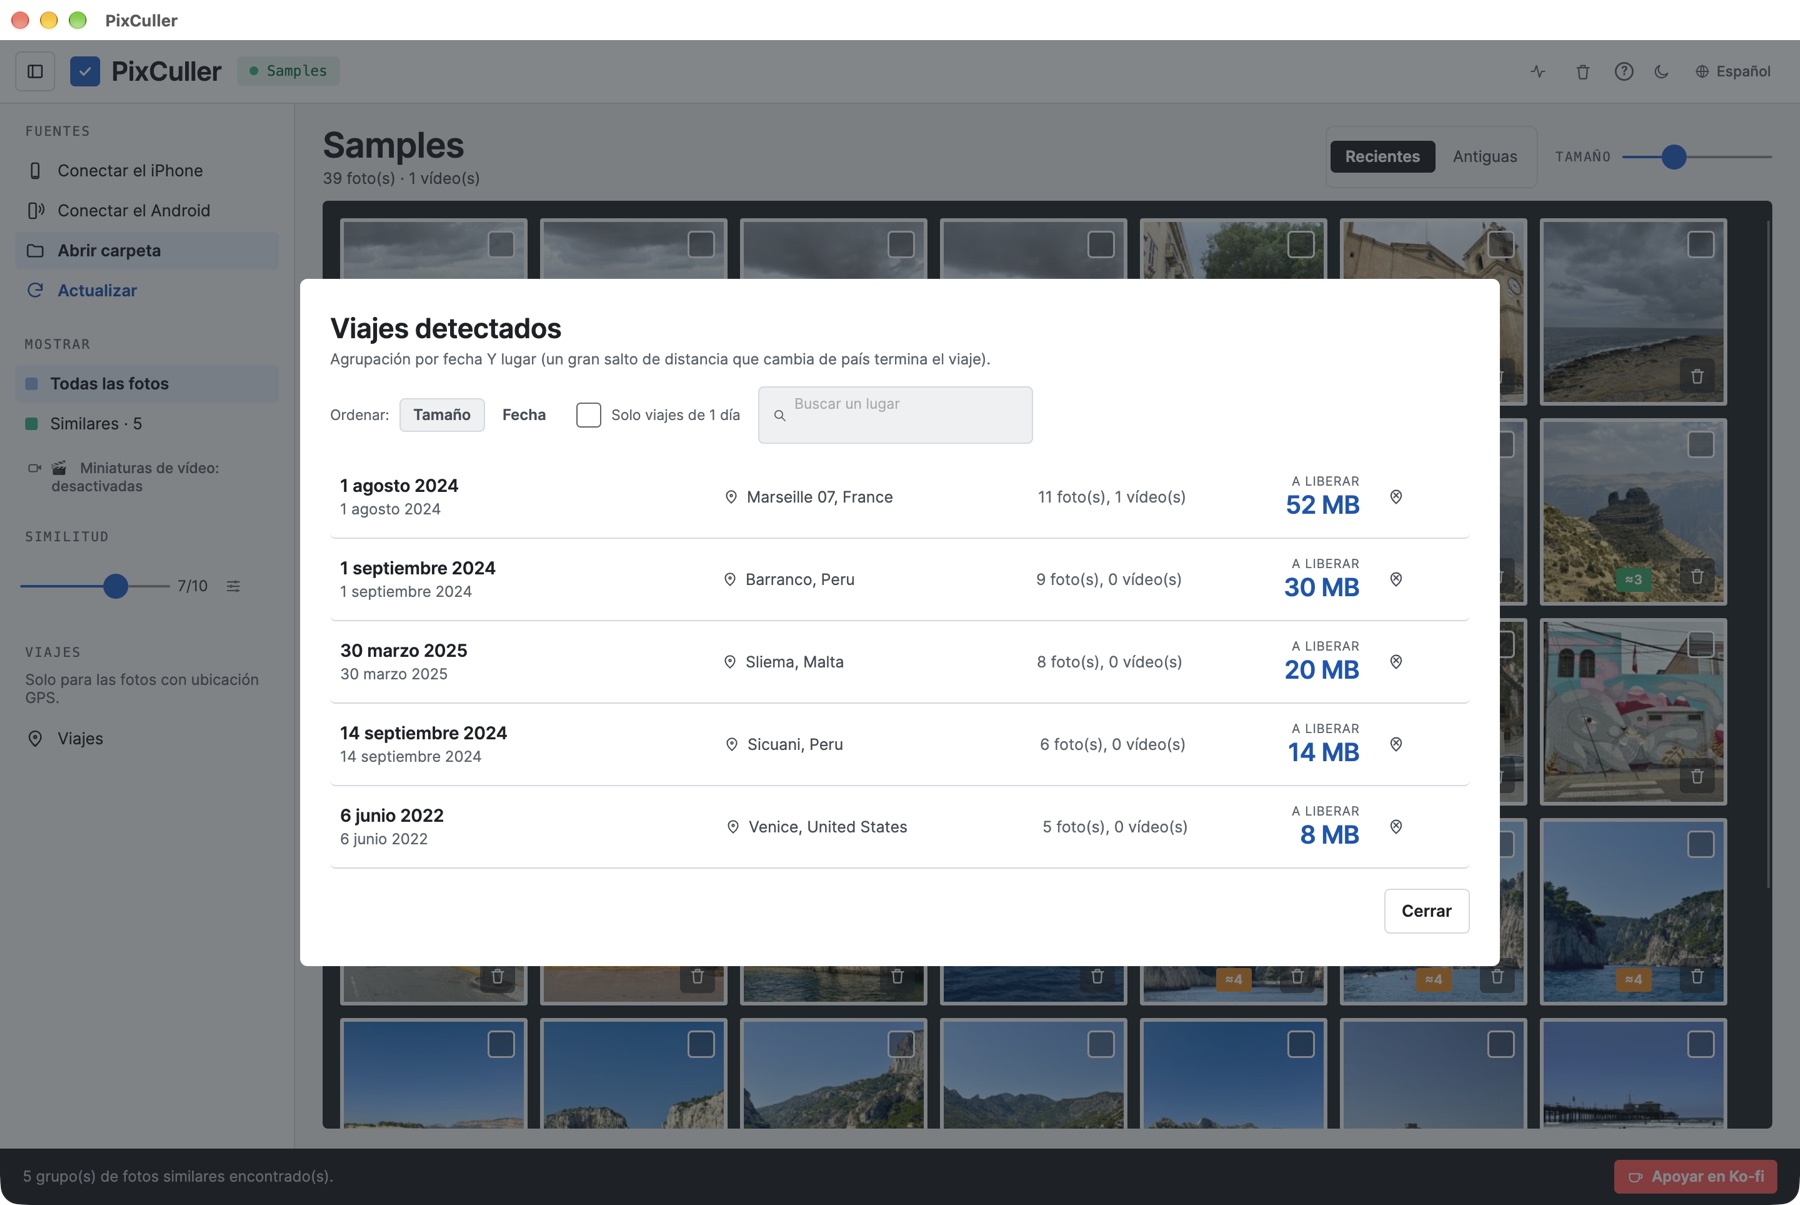 PixCuller
PixCuller
Samples
Español
FUENTES
Conectar el iPhone
Conectar el Android
Abrir carpeta
Actualizar
MOSTRAR
Todas las fotos
Similares · 5
Miniaturas de vídeo:
desactivadas
SIMILITUD
7/10
VIAJES
Solo para las fotos con ubicación
GPS.
Viajes
Samples
39 foto(s) · 1 vídeo(s)
Recientes
Antiguas
TAMAÑO
Viajes detectados
Agrupación por fecha Y lugar (un gran salto de distancia que cambia de país termina el viaje).
Ordenar:
Tamaño
Fecha
Solo viajes de 1 día
Buscar un lugar
1 agosto 2024
1 agosto 2024
Marseille 07, France
11 foto(s), 1 vídeo(s)
A LIBERAR
52 MB
1 septiembre 2024
1 septiembre 2024
Barranco, Peru
9 foto(s), 0 vídeo(s)
A LIBERAR
30 MB
30 marzo 2025
30 marzo 2025
Sliema, Malta
8 foto(s), 0 vídeo(s)
A LIBERAR
20 MB
14 septiembre 2024
14 septiembre 2024
Sicuani, Peru
6 foto(s), 0 vídeo(s)
A LIBERAR
14 MB
6 junio 2022
6 junio 2022
Venice, United States
5 foto(s), 0 vídeo(s)
A LIBERAR
8 MB
Cerrar
≈3
≈4
≈4
≈4
5 grupo(s) de fotos similares encontrado(s).
Apoyar en Ko-fi